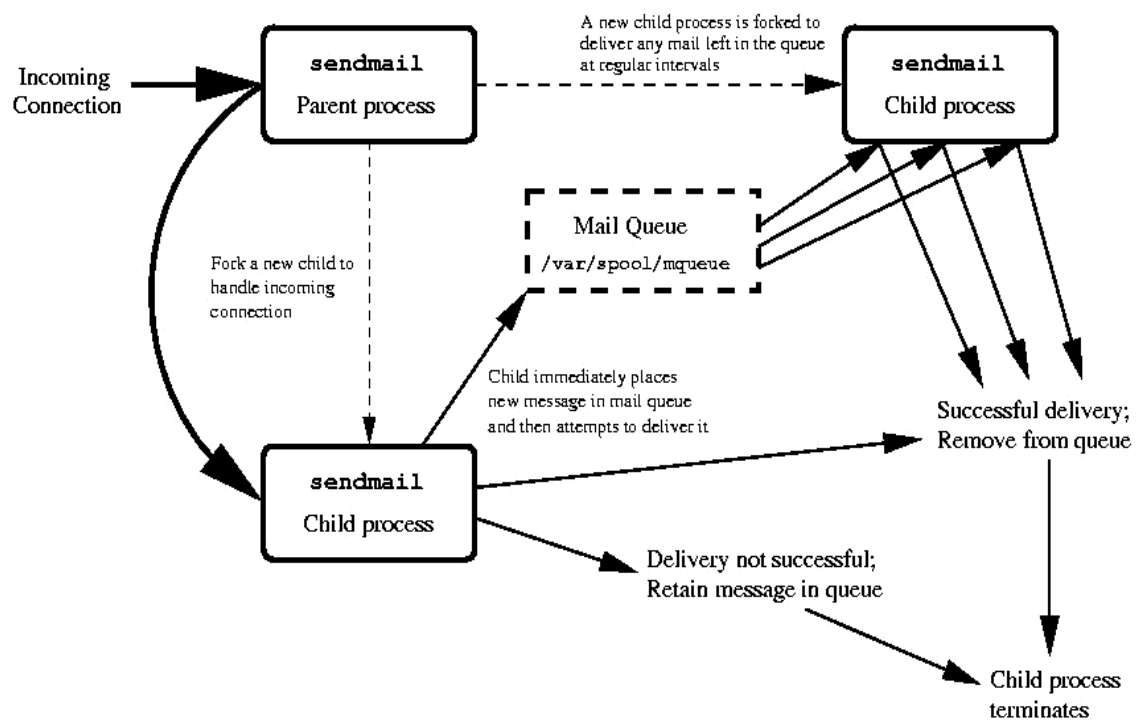 A new child process is forked to
deliver any mail left in the queue
at regular intervals
Incoming
Connection
sendmail
Parent process
sendmail
Child process
Mail Queue
/var/spool/mqueue
Fork a new child to
handle incoming
connection
Child immediately places
new message in mail queue
and then attempts to deliver it
Successful delivery;
Remove from queue
sendmail
Child process
Delivery not successful;
Retain message in queue
Child process
terminates